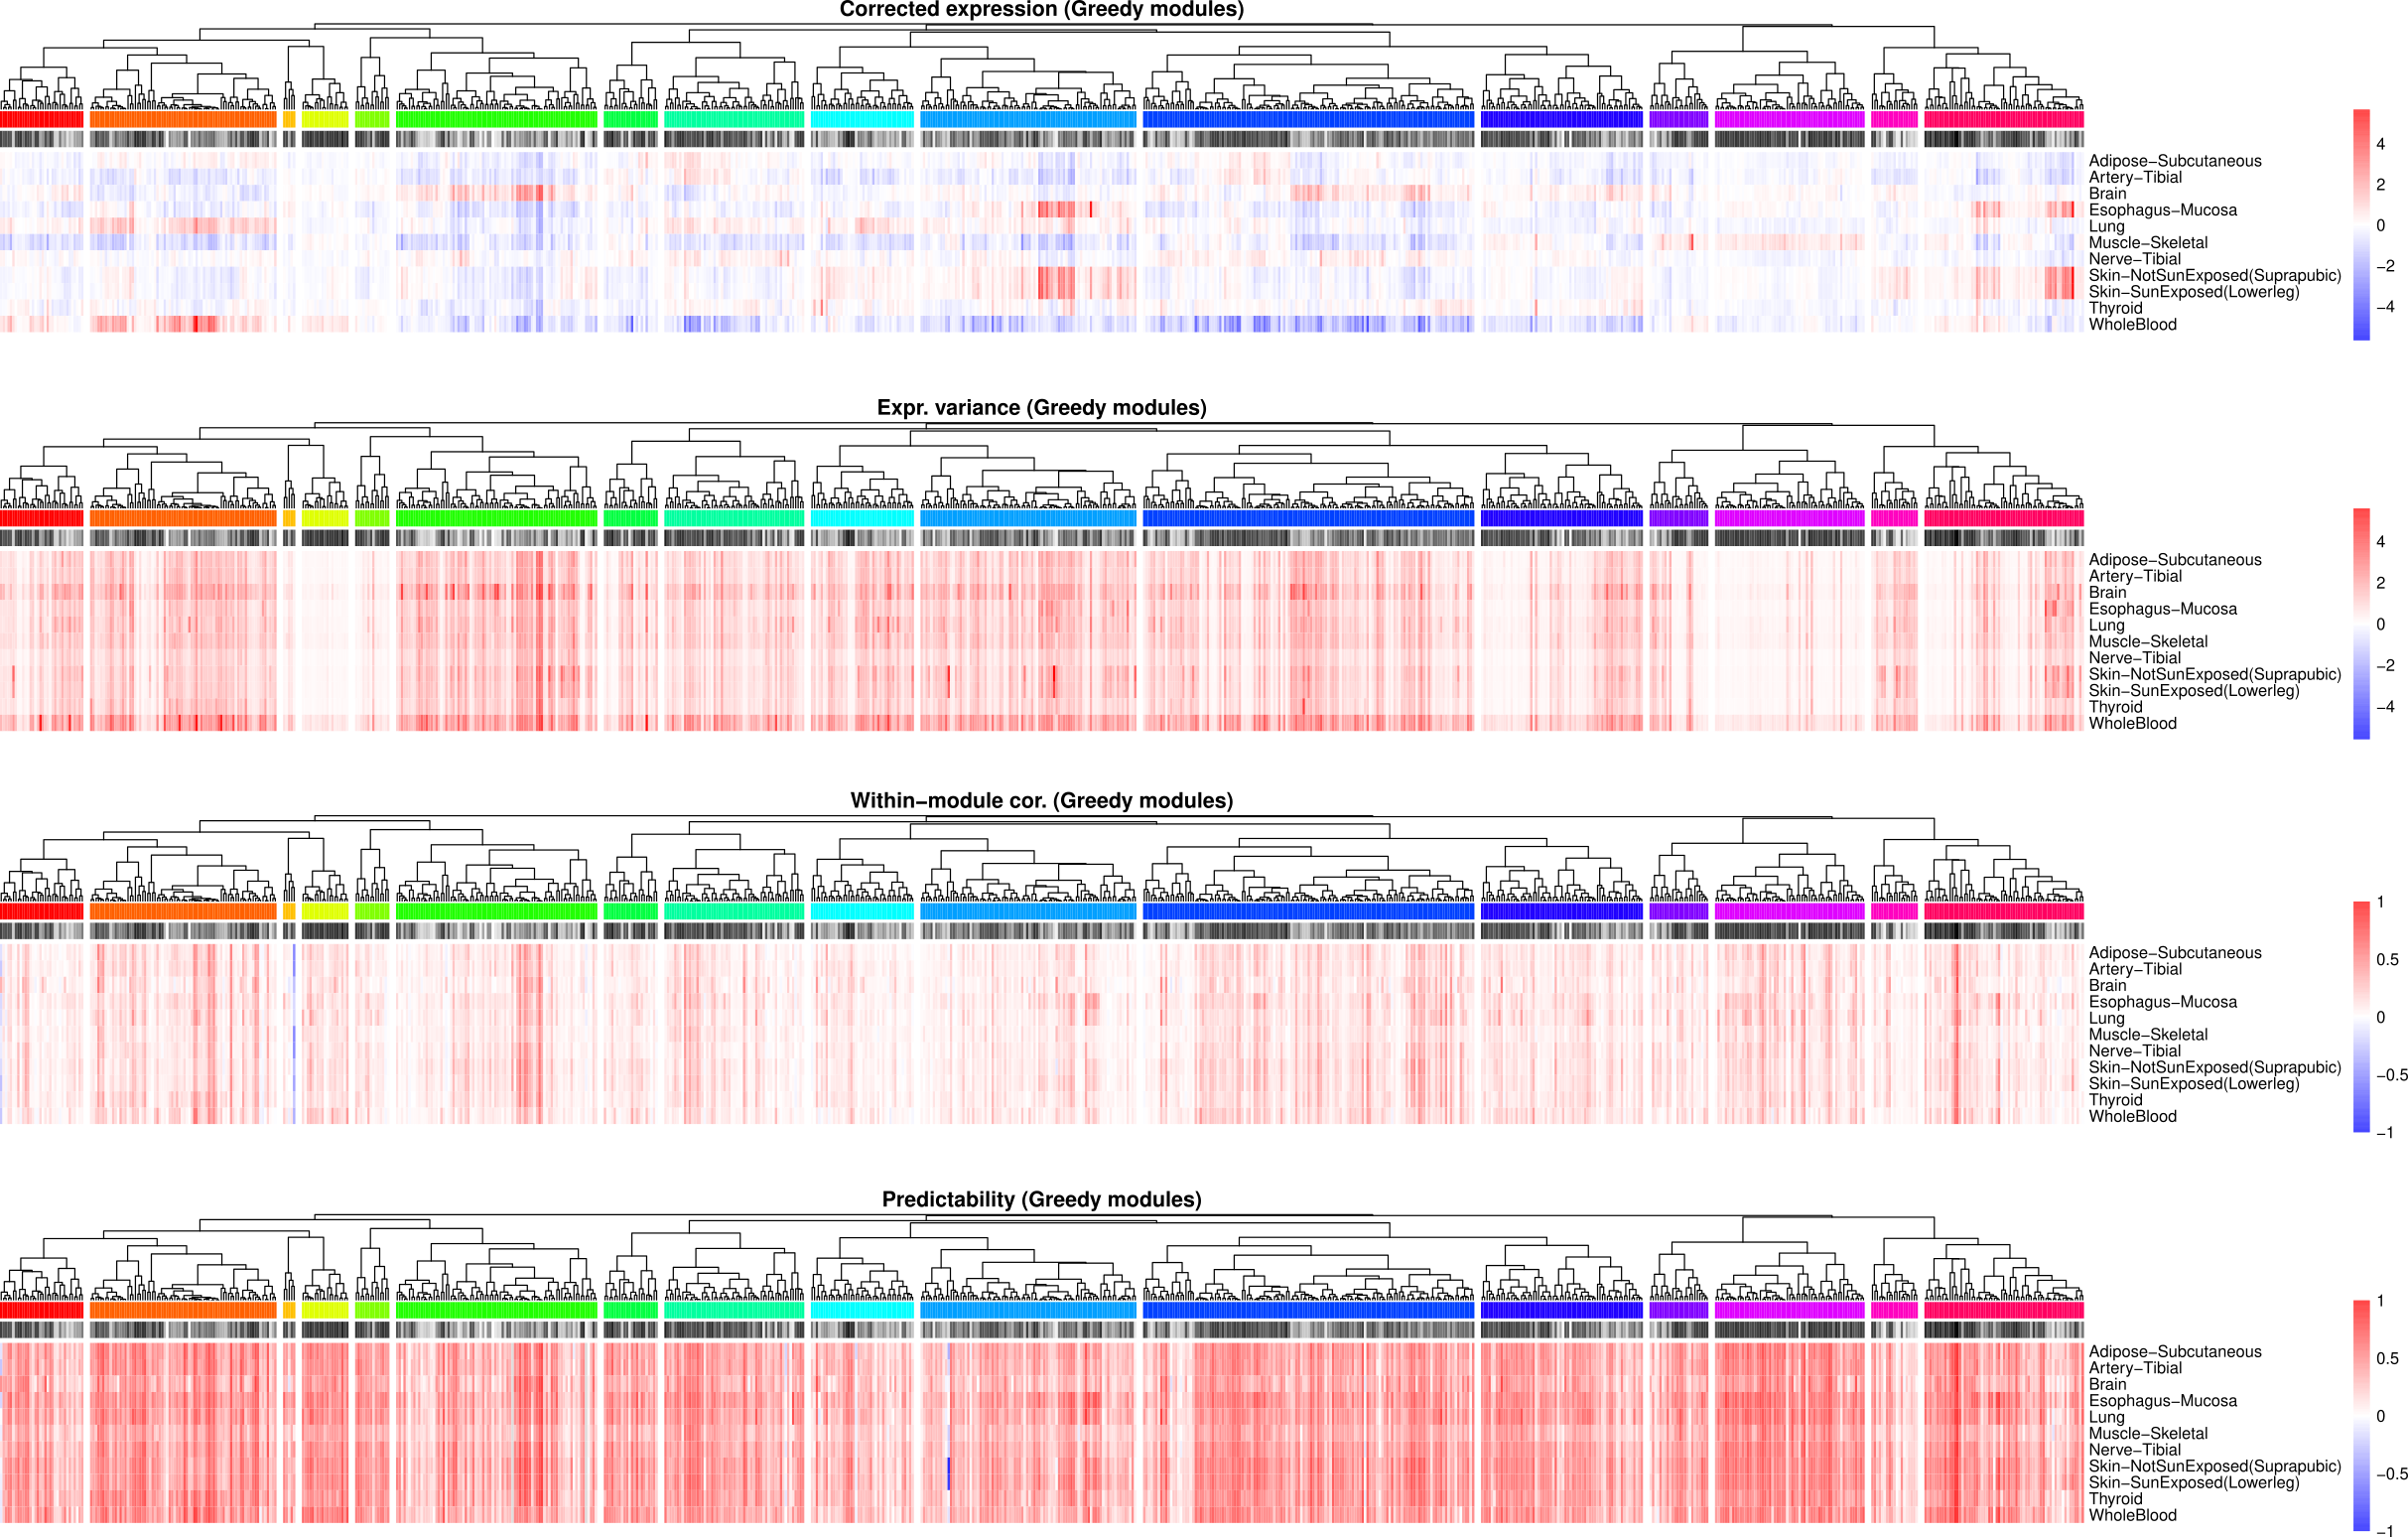 Corrected expression (Greedy modules)
Adipose−Subcutaneous
Artery−Tibial
Brain
Esophagus−Mucosa
Lung
Muscle−Skeletal
Nerve−Tibial
Skin−NotSunExposed(Suprapubic)
Skin−SunExposed(Lowerleg)
Thyroid
WholeBlood
4
2
0
−2
−4
Expr. variance (Greedy modules)
Adipose−Subcutaneous
Artery−Tibial
Brain
Esophagus−Mucosa
Lung
Muscle−Skeletal
Nerve−Tibial
Skin−NotSunExposed(Suprapubic)
Skin−SunExposed(Lowerleg)
Thyroid
WholeBlood
4
2
0
−2
−4
Within−module cor. (Greedy modules)
Adipose−Subcutaneous
Artery−Tibial
Brain
Esophagus−Mucosa
Lung
Muscle−Skeletal
Nerve−Tibial
Skin−NotSunExposed(Suprapubic)
Skin−SunExposed(Lowerleg)
Thyroid
WholeBlood
1
0.5
0
−0.5
−1
Predictability (Greedy modules)
Adipose−Subcutaneous
Artery−Tibial
Brain
Esophagus−Mucosa
Lung
Muscle−Skeletal
Nerve−Tibial
Skin−NotSunExposed(Suprapubic)
Skin−SunExposed(Lowerleg)
Thyroid
WholeBlood
1
0.5
0
−0.5
−1